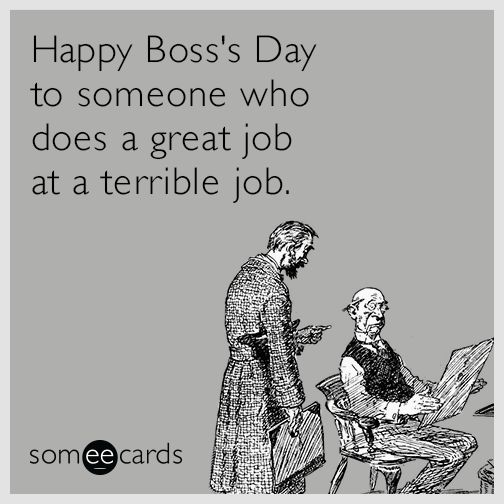 Happy Boss's Day
to someone who
does a great job
at a terrible job.
someecards